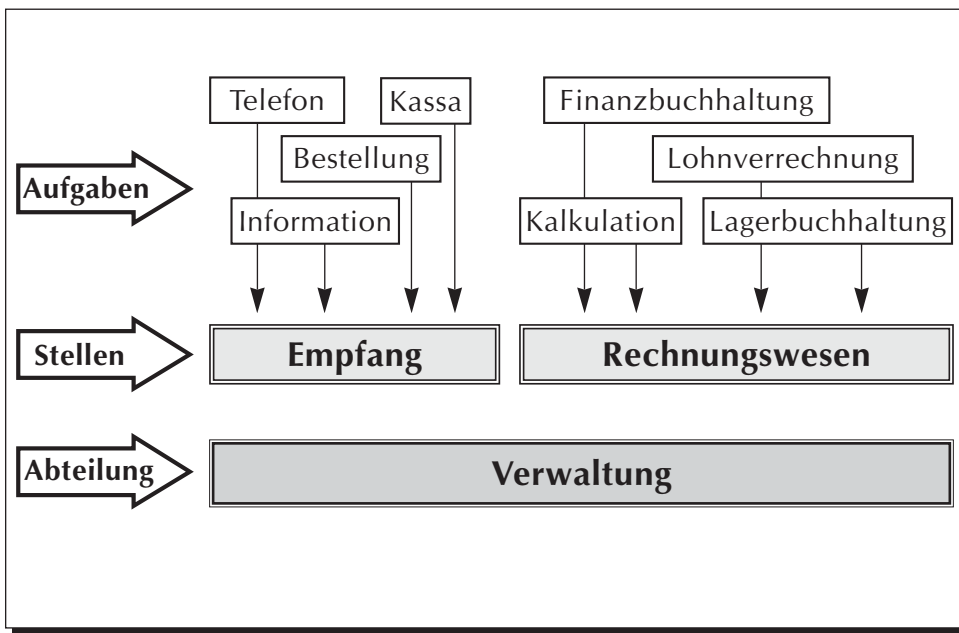 Telefon Kassa Finanzbuchhaltung
Bestellung Lohnverrechnung
Aufgaben
Information Kalkulation Lagerbuchhaltung
Stellen Empfang Rechnungswesen
Abteilung Verwaltung